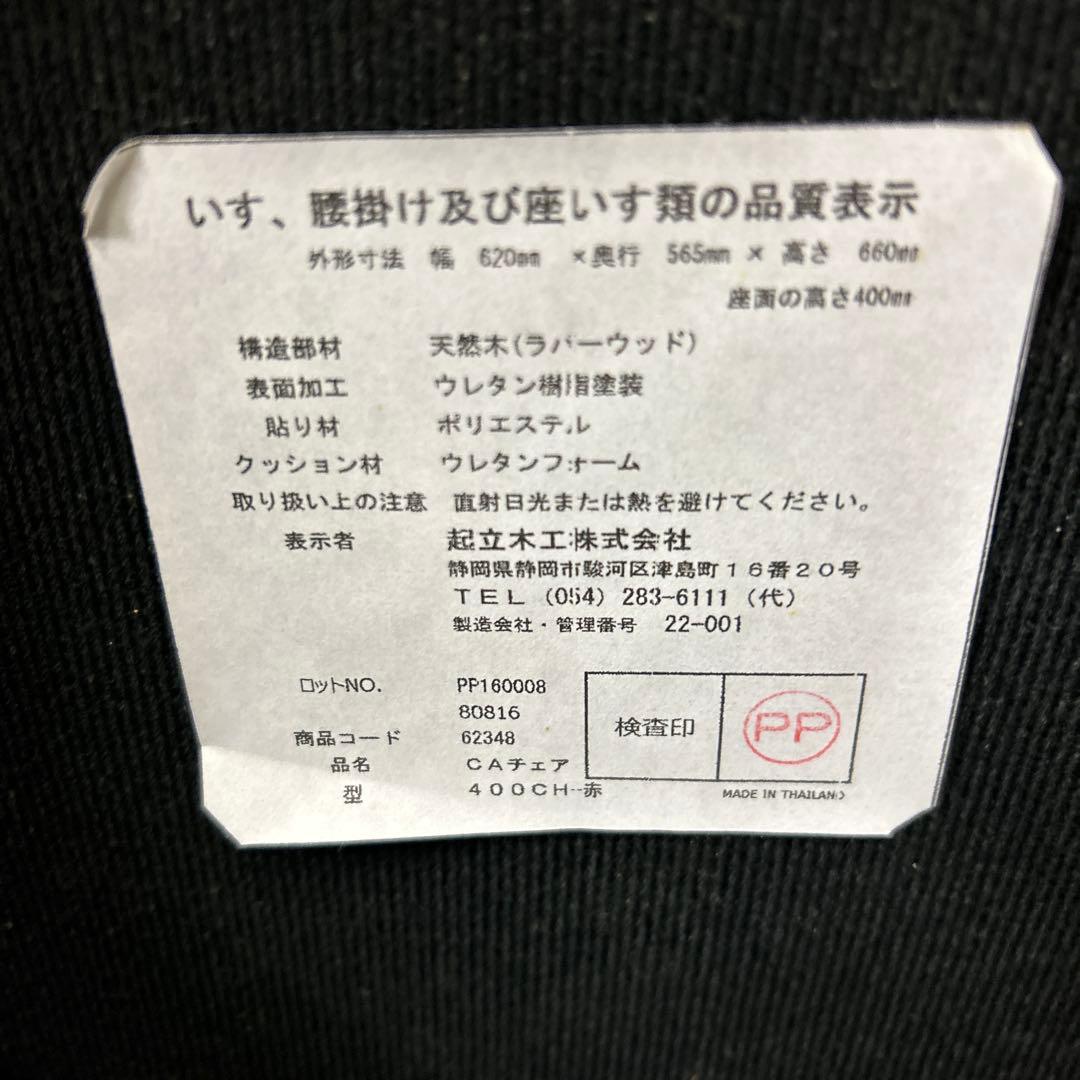 いす、腰掛け及び座いす類の品質表示
外形寸法 幅 620mm ×奥行 565mm × 高さ 660mm
座面の高さ400mm
構造部材 天然木(ラバーウッド)
表面加工 ウレタン樹脂塗装
貼り材 ポリエステル
クッション材 ウレタンフォーム
取り扱い上の注意 直射日光または熱を避けてください。
表示者 起立木工株式会社
静岡県静岡市駿河区津島町16番20号
TEL (054) 283-6111 (代)
製造会社・管理番号 22-001
ロットNO. PP160008
80816
商品コード 62348
品名 CAチェア
型 400CH-赤
検査印 PP
MADE IN THAILAND